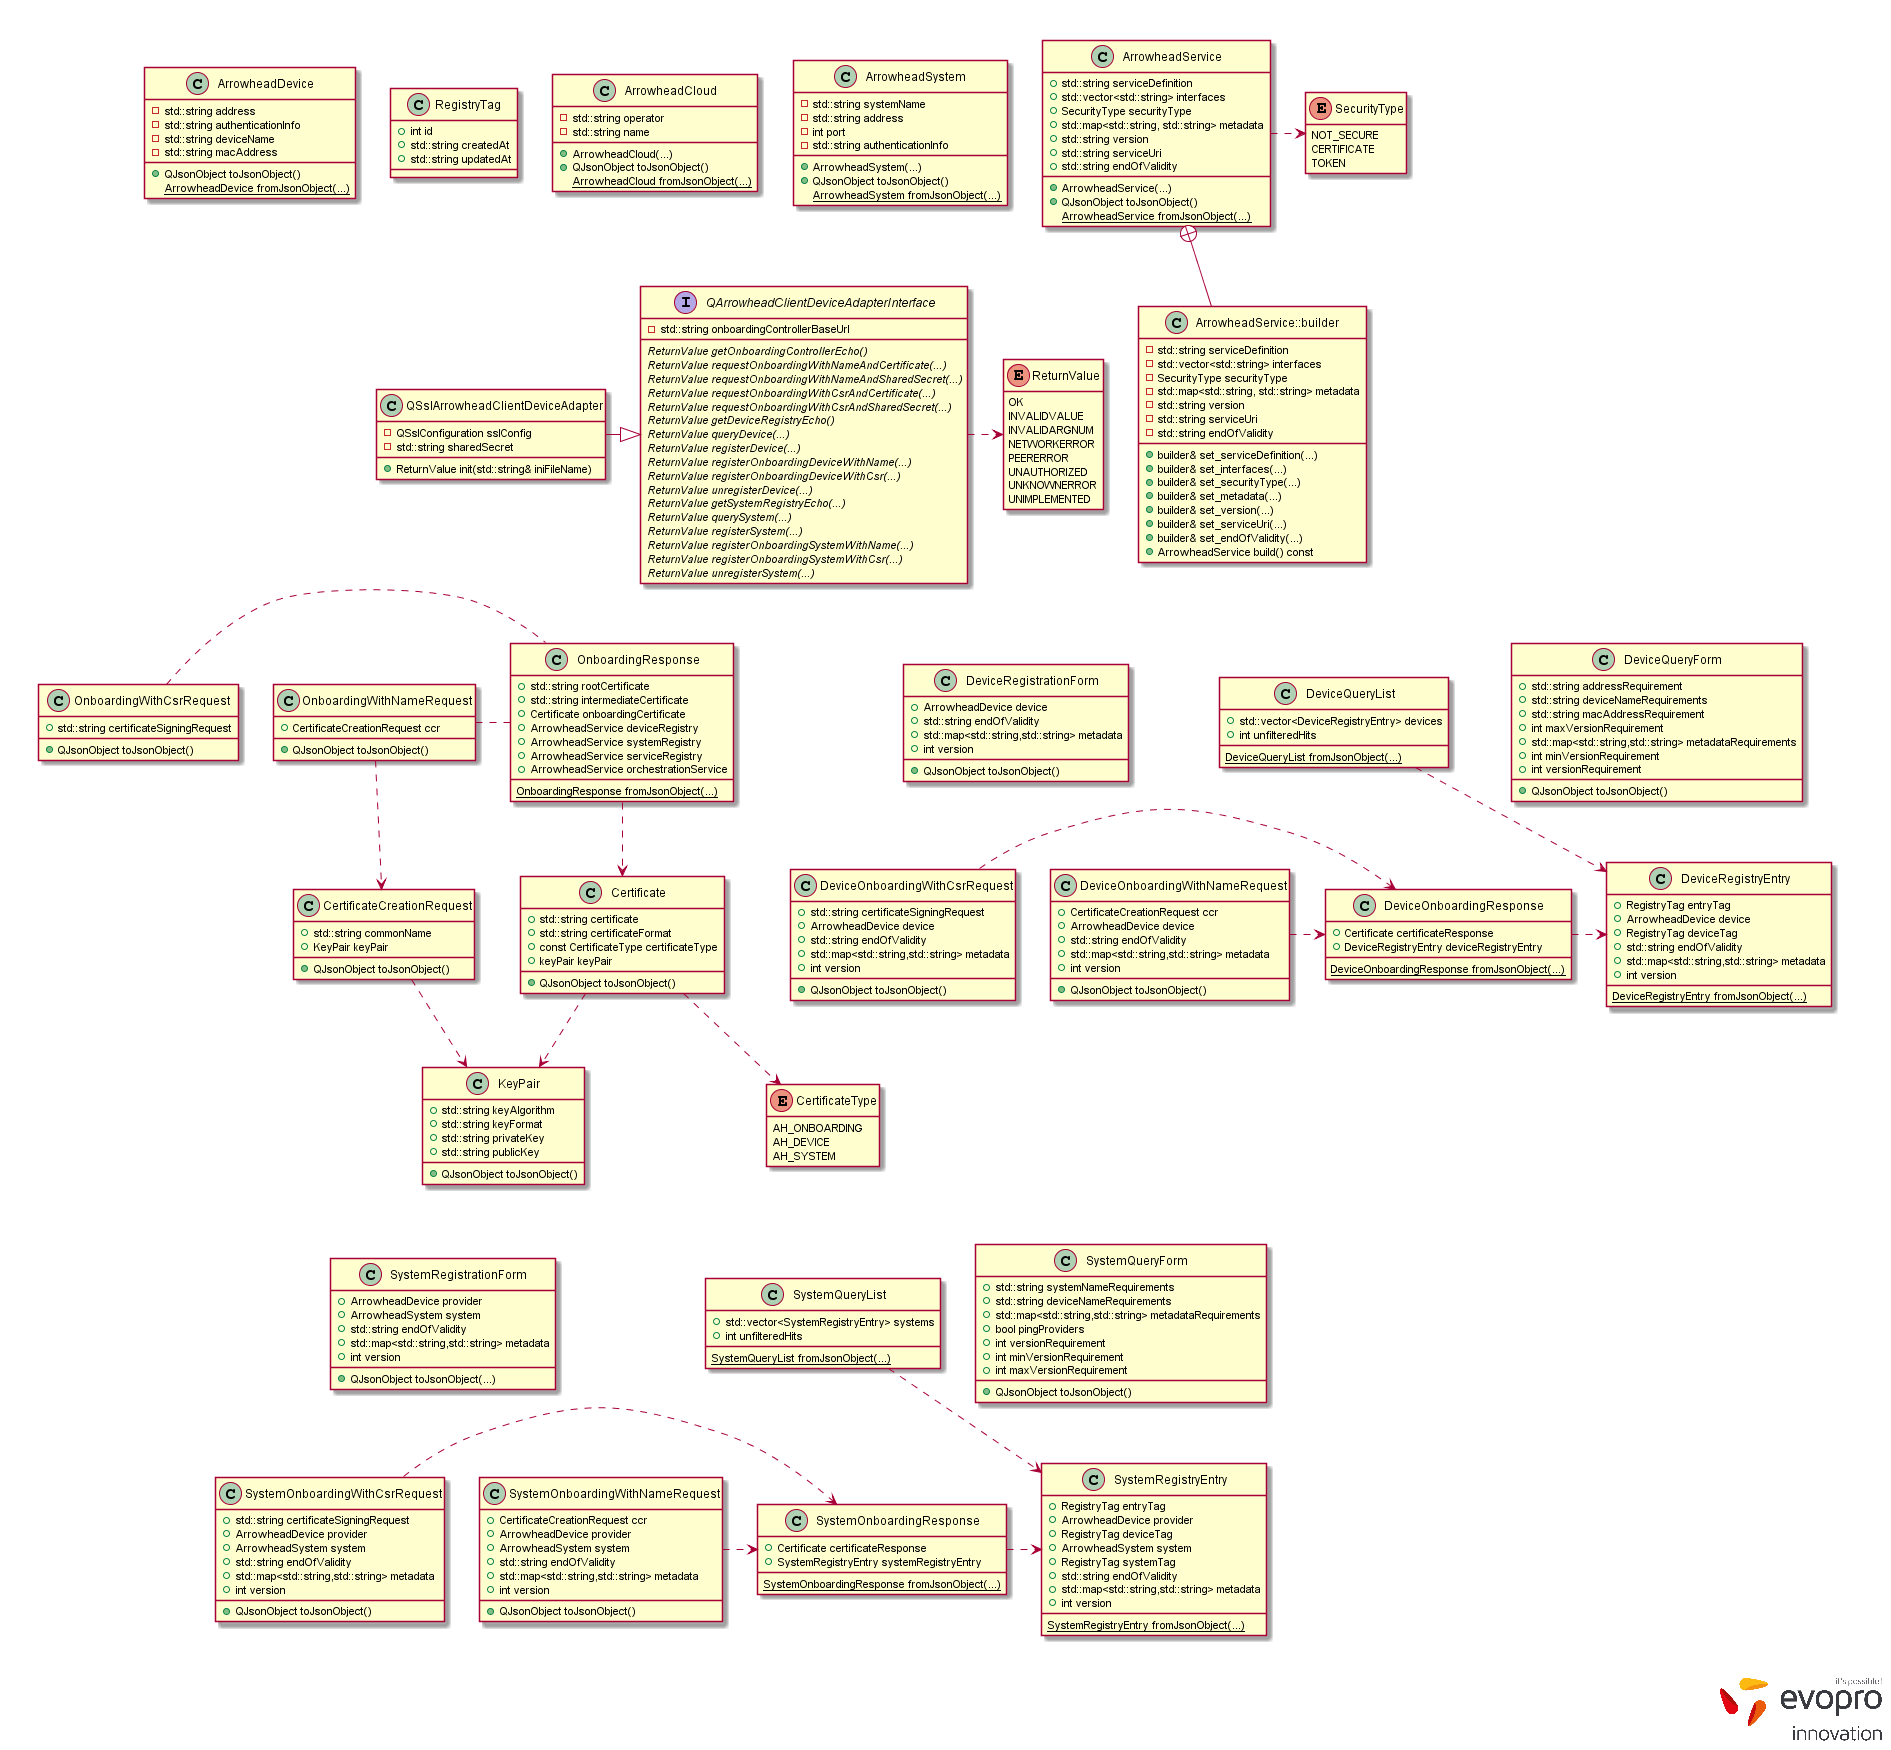 C ArrowheadDevice
std::string address
std::string authenticationInfo
std::string deviceName
std::string macAddress
QJsonObject toJsonObject()
ArrowheadDevice fromJsonObject(...)
C RegistryTag
int id
std::string createdAt
std::string updatedAt
C ArrowheadCloud
std::string operator
std::string name
ArrowheadCloud(...)
QJsonObject toJsonObject()
ArrowheadCloud fromJsonObject(...)
C ArrowheadSystem
std::string systemName
std::string address
int port
std::string authenticationInfo
ArrowheadSystem(...)
QJsonObject toJsonObject()
ArrowheadSystem fromJsonObject(...)
C ArrowheadService
std::string serviceDefinition
std::vector<std::string> interfaces
SecurityType securityType
std::map<std::string, std::string> metadata
std::string version
std::string serviceUri
std::string endOfValidity
ArrowheadService(...)
QJsonObject toJsonObject()
ArrowheadService fromJsonObject(...)
E SecurityType
NOT_SECURE
CERTIFICATE
TOKEN
C QSslArrowheadClientDeviceAdapter
QSslConfiguration sslConfig
std::string sharedSecret
ReturnValue init(std::string& iniFileName)
I QArrowheadClientDeviceAdapterInterface
std::string onboardingControllerBaseUrl
ReturnValue getOnboardingControllerEcho()
ReturnValue requestOnboardingWithNameAndCertificate(...)
ReturnValue requestOnboardingWithNameAndSharedSecret(...)
ReturnValue requestOnboardingWithCsrAndCertificate(...)
ReturnValue requestOnboardingWithCsrAndSharedSecret(...)
ReturnValue getDeviceRegistryEcho()
ReturnValue queryDevice(...)
ReturnValue registerDevice(...)
ReturnValue registerOnboardingDeviceWithName(...)
ReturnValue registerOnboardingDeviceWithCsr(...)
ReturnValue unregisterDevice(...)
ReturnValue getSystemRegistryEcho(...)
ReturnValue querySystem(...)
ReturnValue registerSystem(...)
ReturnValue registerOnboardingSystemWithName(...)
ReturnValue registerOnboardingSystemWithCsr(...)
ReturnValue unregisterSystem(...)
E ReturnValue
OK
INVALIDVALUE
INVALIDARGNUM
NETWORKERROR
PEERERROR
UNAUTHORIZED
UNKNOWNERROR
UNIMPLEMENTED
C ArrowheadService::builder
std::string serviceDefinition
std::vector<std::string> interfaces
SecurityType securityType
std::map<std::string, std::string> metadata
std::string version
std::string serviceUri
std::string endOfValidity
builder& set_serviceDefinition(...)
builder& set_interfaces(...)
builder& set_securityType(...)
builder& set_metadata(...)
builder& set_version(...)
builder& set_serviceUri(...)
builder& set_endOfValidity(...)
ArrowheadService build() const
C OnboardingWithCsrRequest
std::string certificateSigningRequest
QJsonObject toJsonObject()
C OnboardingWithNameRequest
CertificateCreationRequest ccr
QJsonObject toJsonObject()
C OnboardingResponse
std::string rootCertificate
std::string intermediateCertificate
Certificate onboardingCertificate
ArrowheadService deviceRegistry
ArrowheadService systemRegistry
ArrowheadService serviceRegistry
ArrowheadService orchestrationService
OnboardingResponse fromJsonObject(...)
C DeviceRegistrationForm
ArrowheadDevice device
std::string endOfValidity
std::map<std::string,std::string> metadata
int version
QJsonObject toJsonObject()
C DeviceQueryList
std::vector<DeviceRegistryEntry> devices
int unfilteredHits
DeviceQueryList fromJsonObject(...)
C DeviceQueryForm
std::string addressRequirement
std::string deviceNameRequirements
std::string macAddressRequirement
int maxVersionRequirement
std::map<std::string,std::string> metadataRequirements
int minVersionRequirement
int versionRequirement
QJsonObject toJsonObject()
C CertificateCreationRequest
std::string commonName
KeyPair keyPair
QJsonObject toJsonObject()
C Certificate
std::string certificate
std::string certificateFormat
const CertificateType certificateType
keyPair keyPair
QJsonObject toJsonObject()
C DeviceOnboardingWithCsrRequest
std::string certificateSigningRequest
ArrowheadDevice device
std::string endOfValidity
std::map<std::string,std::string> metadata
int version
QJsonObject toJsonObject()
C DeviceOnboardingWithNameRequest
CertificateCreationRequest ccr
ArrowheadDevice device
std::string endOfValidity
std::map<std::string,std::string> metadata
int version
QJsonObject toJsonObject()
C DeviceOnboardingResponse
Certificate certificateResponse
DeviceRegistryEntry deviceRegistryEntry
DeviceOnboardingResponse fromJsonObject(...)
C DeviceRegistryEntry
RegistryTag entryTag
ArrowheadDevice device
RegistryTag deviceTag
std::string endOfValidity
std::map<std::string,std::string> metadata
int version
DeviceRegistryEntry fromJsonObject(...)
C KeyPair
std::string keyAlgorithm
std::string keyFormat
std::string privateKey
std::string publicKey
QJsonObject toJsonObject()
E CertificateType
AH_ONBOARDING
AH_DEVICE
AH_SYSTEM
C SystemRegistrationForm
ArrowheadDevice provider
ArrowheadSystem system
std::string endOfValidity
std::map<std::string,std::string> metadata
int version
QJsonObject toJsonObject(...)
C SystemQueryList
std::vector<SystemRegistryEntry> systems
int unfilteredHits
SystemQueryList fromJsonObject(...)
C SystemQueryForm
std::string systemNameRequirements
std::string deviceNameRequirements
std::map<std::string,std::string> metadataRequirements
bool pingProviders
int versionRequirement
int minVersionRequirement
int maxVersionRequirement
QJsonObject toJsonObject()
C SystemOnboardingWithCsrRequest
std::string certificateSigningRequest
ArrowheadDevice provider
ArrowheadSystem system
std::string endOfValidity
std::map<std::string,std::string> metadata
int version
QJsonObject toJsonObject()
C SystemOnboardingWithNameRequest
CertificateCreationRequest ccr
ArrowheadDevice provider
ArrowheadSystem system
std::string endOfValidity
std::map<std::string,std::string> metadata
int version
QJsonObject toJsonObject()
C SystemOnboardingResponse
Certificate certificateResponse
SystemRegistryEntry systemRegistryEntry
SystemOnboardingResponse fromJsonObject(...)
C SystemRegistryEntry
RegistryTag entryTag
ArrowheadDevice provider
RegistryTag deviceTag
ArrowheadSystem system
RegistryTag systemTag
std::string endOfValidity
std::map<std::string,std::string> metadata
int version
SystemRegistryEntry fromJsonObject(...)
it's possible!
evopro
innovation